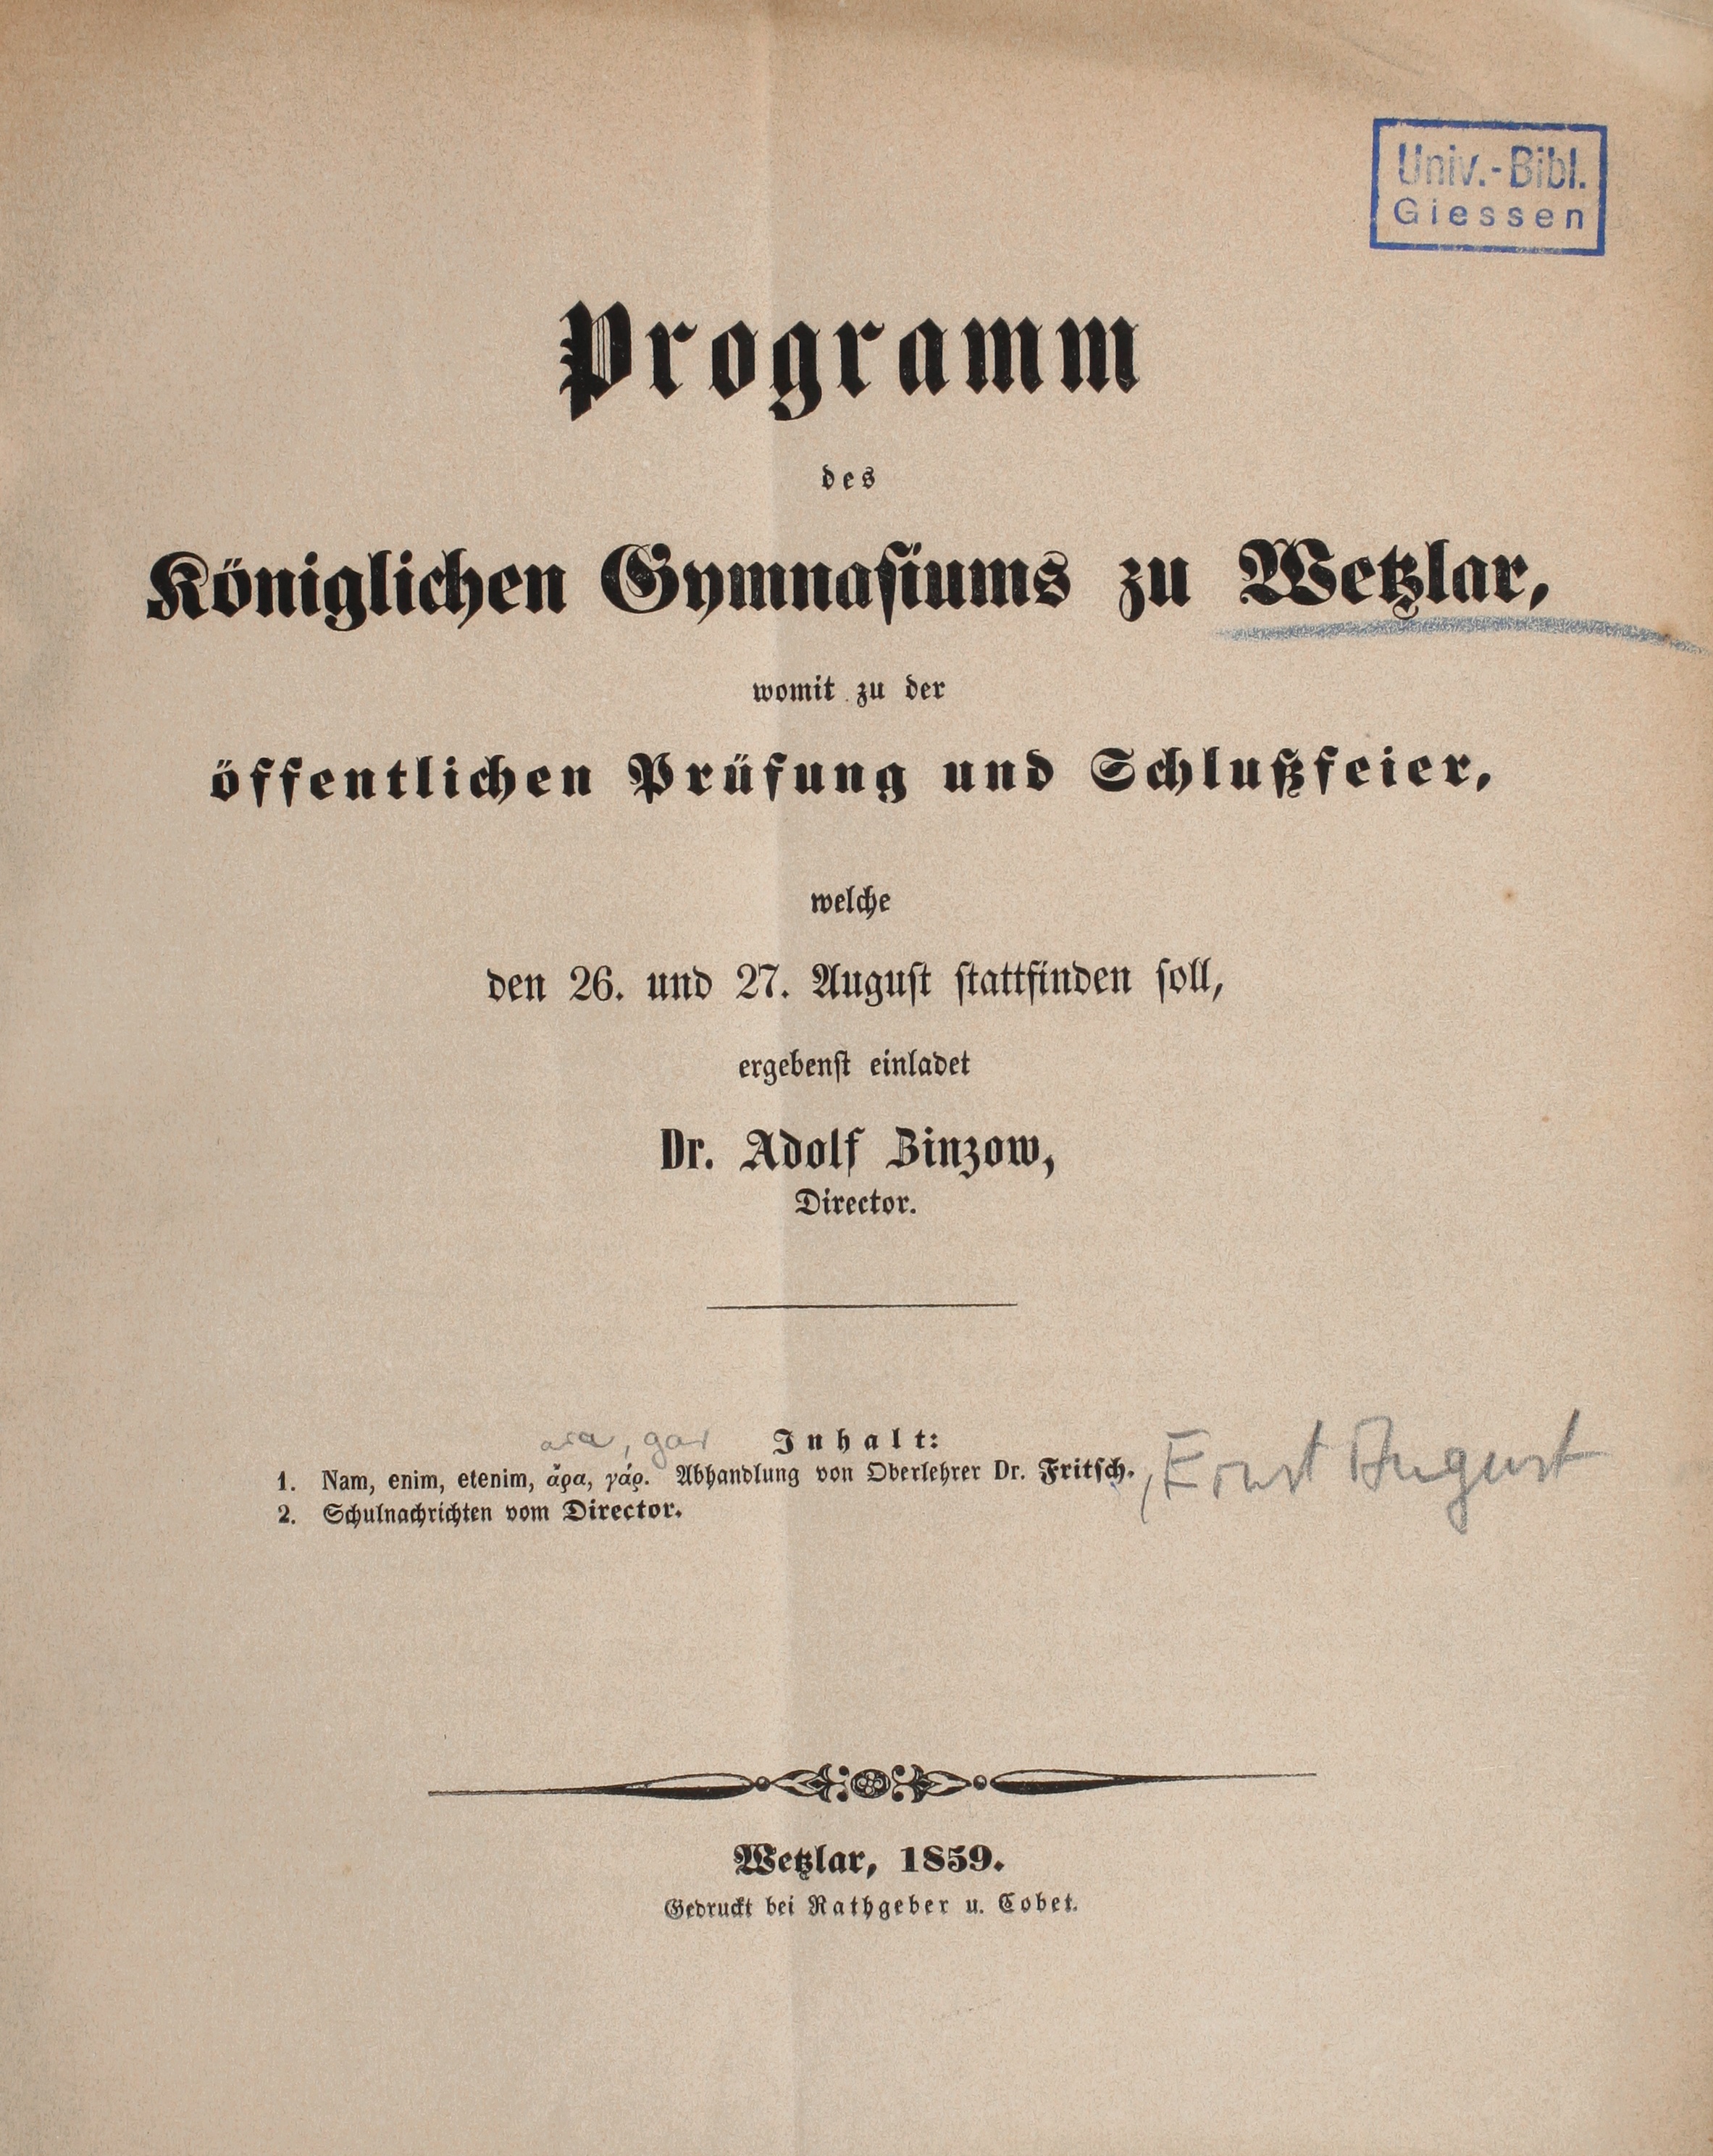 Univ.-Bibl.
Giessen
Programm
des
Königlichen Gymnasiums zu Wetzlar,
womit zu der
öffentlichen Prüfung und Schlußfeier,
welche
den 26. und 27. August stattfinden soll,
ergebenst einladet
Dr. Adolf Zinzow,
Director.
ara, gar
Inhalt:
1. Nam, enim, etenim, ἄρα, γάρ. Abhandlung von Oberlehrer Dr. Fritsch. , Ernst August
2. Schulnachrichten vom Director.
Wetzlar, 1859.
Gedruckt bei Rathgeber u. Cobet.